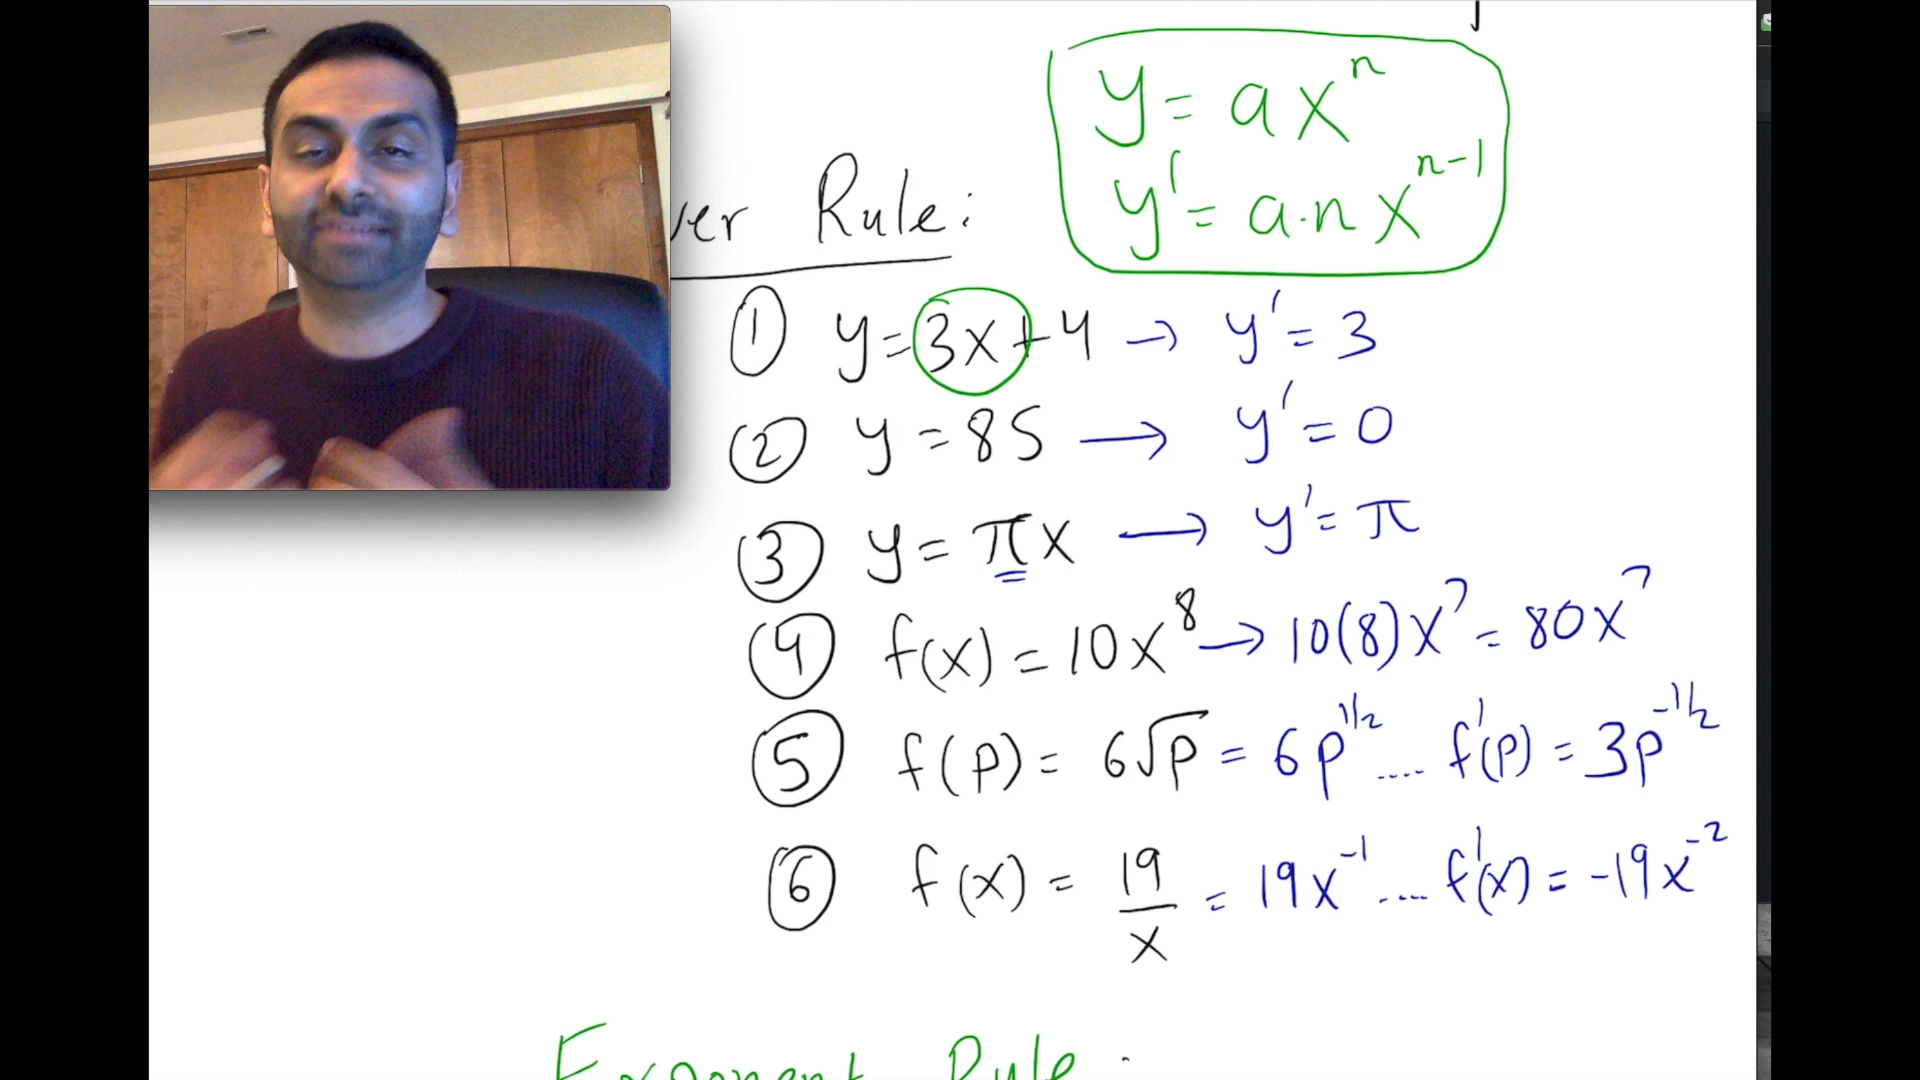 y = ax^n
y' = a·n x^(n-1)
Rule:
① y = 3x + 4 → y' = 3
② y = 85 → y' = 0
③ y = πx → y' = π
④ f(x) = 10x^8 → 10(8)x^7 = 80x^7
⑤ f(p) = 6√p = 6p^(1/2) .... f'(p) = 3p^(-1/2)
⑥ f(x) = 19/x = 19x^(-1) .... f'(x) = -19x^(-2)
Exponent Rule: